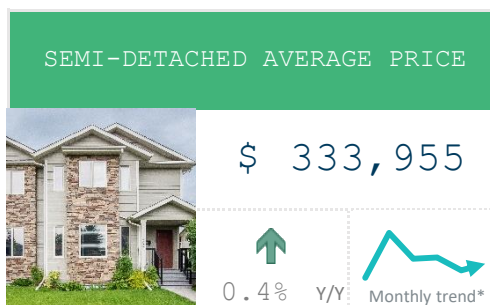 SEMI-DETACHED AVERAGE PRICE
$ 333,955
0.4% Y/Y
Monthly trend*